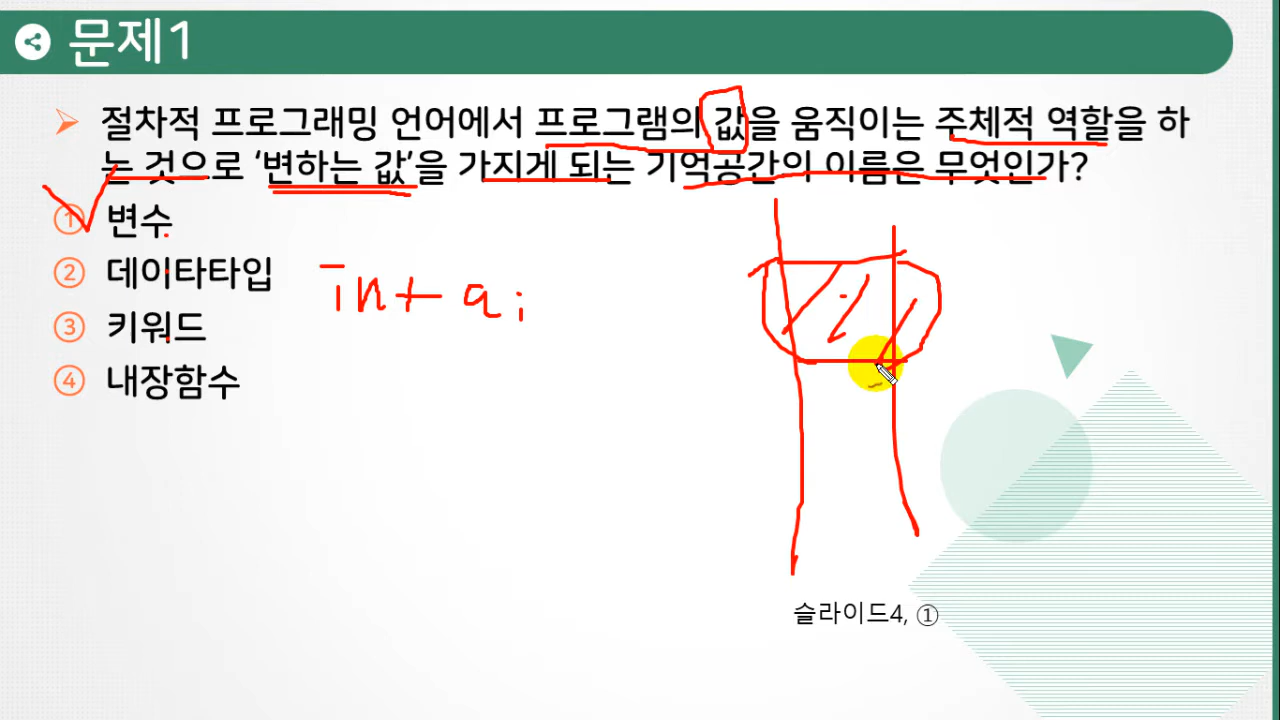 문제1
절차적 프로그래밍 언어에서 프로그램의 값을 움직이는 주체적 역할을 하
는 것으로 ‘변하는 값’을 가지게 되는 기억공간의 이름은 무엇인가?
① 변수
② 데이타타입
③ 키워드
④ 내장함수
int a;
슬라이드4, ①